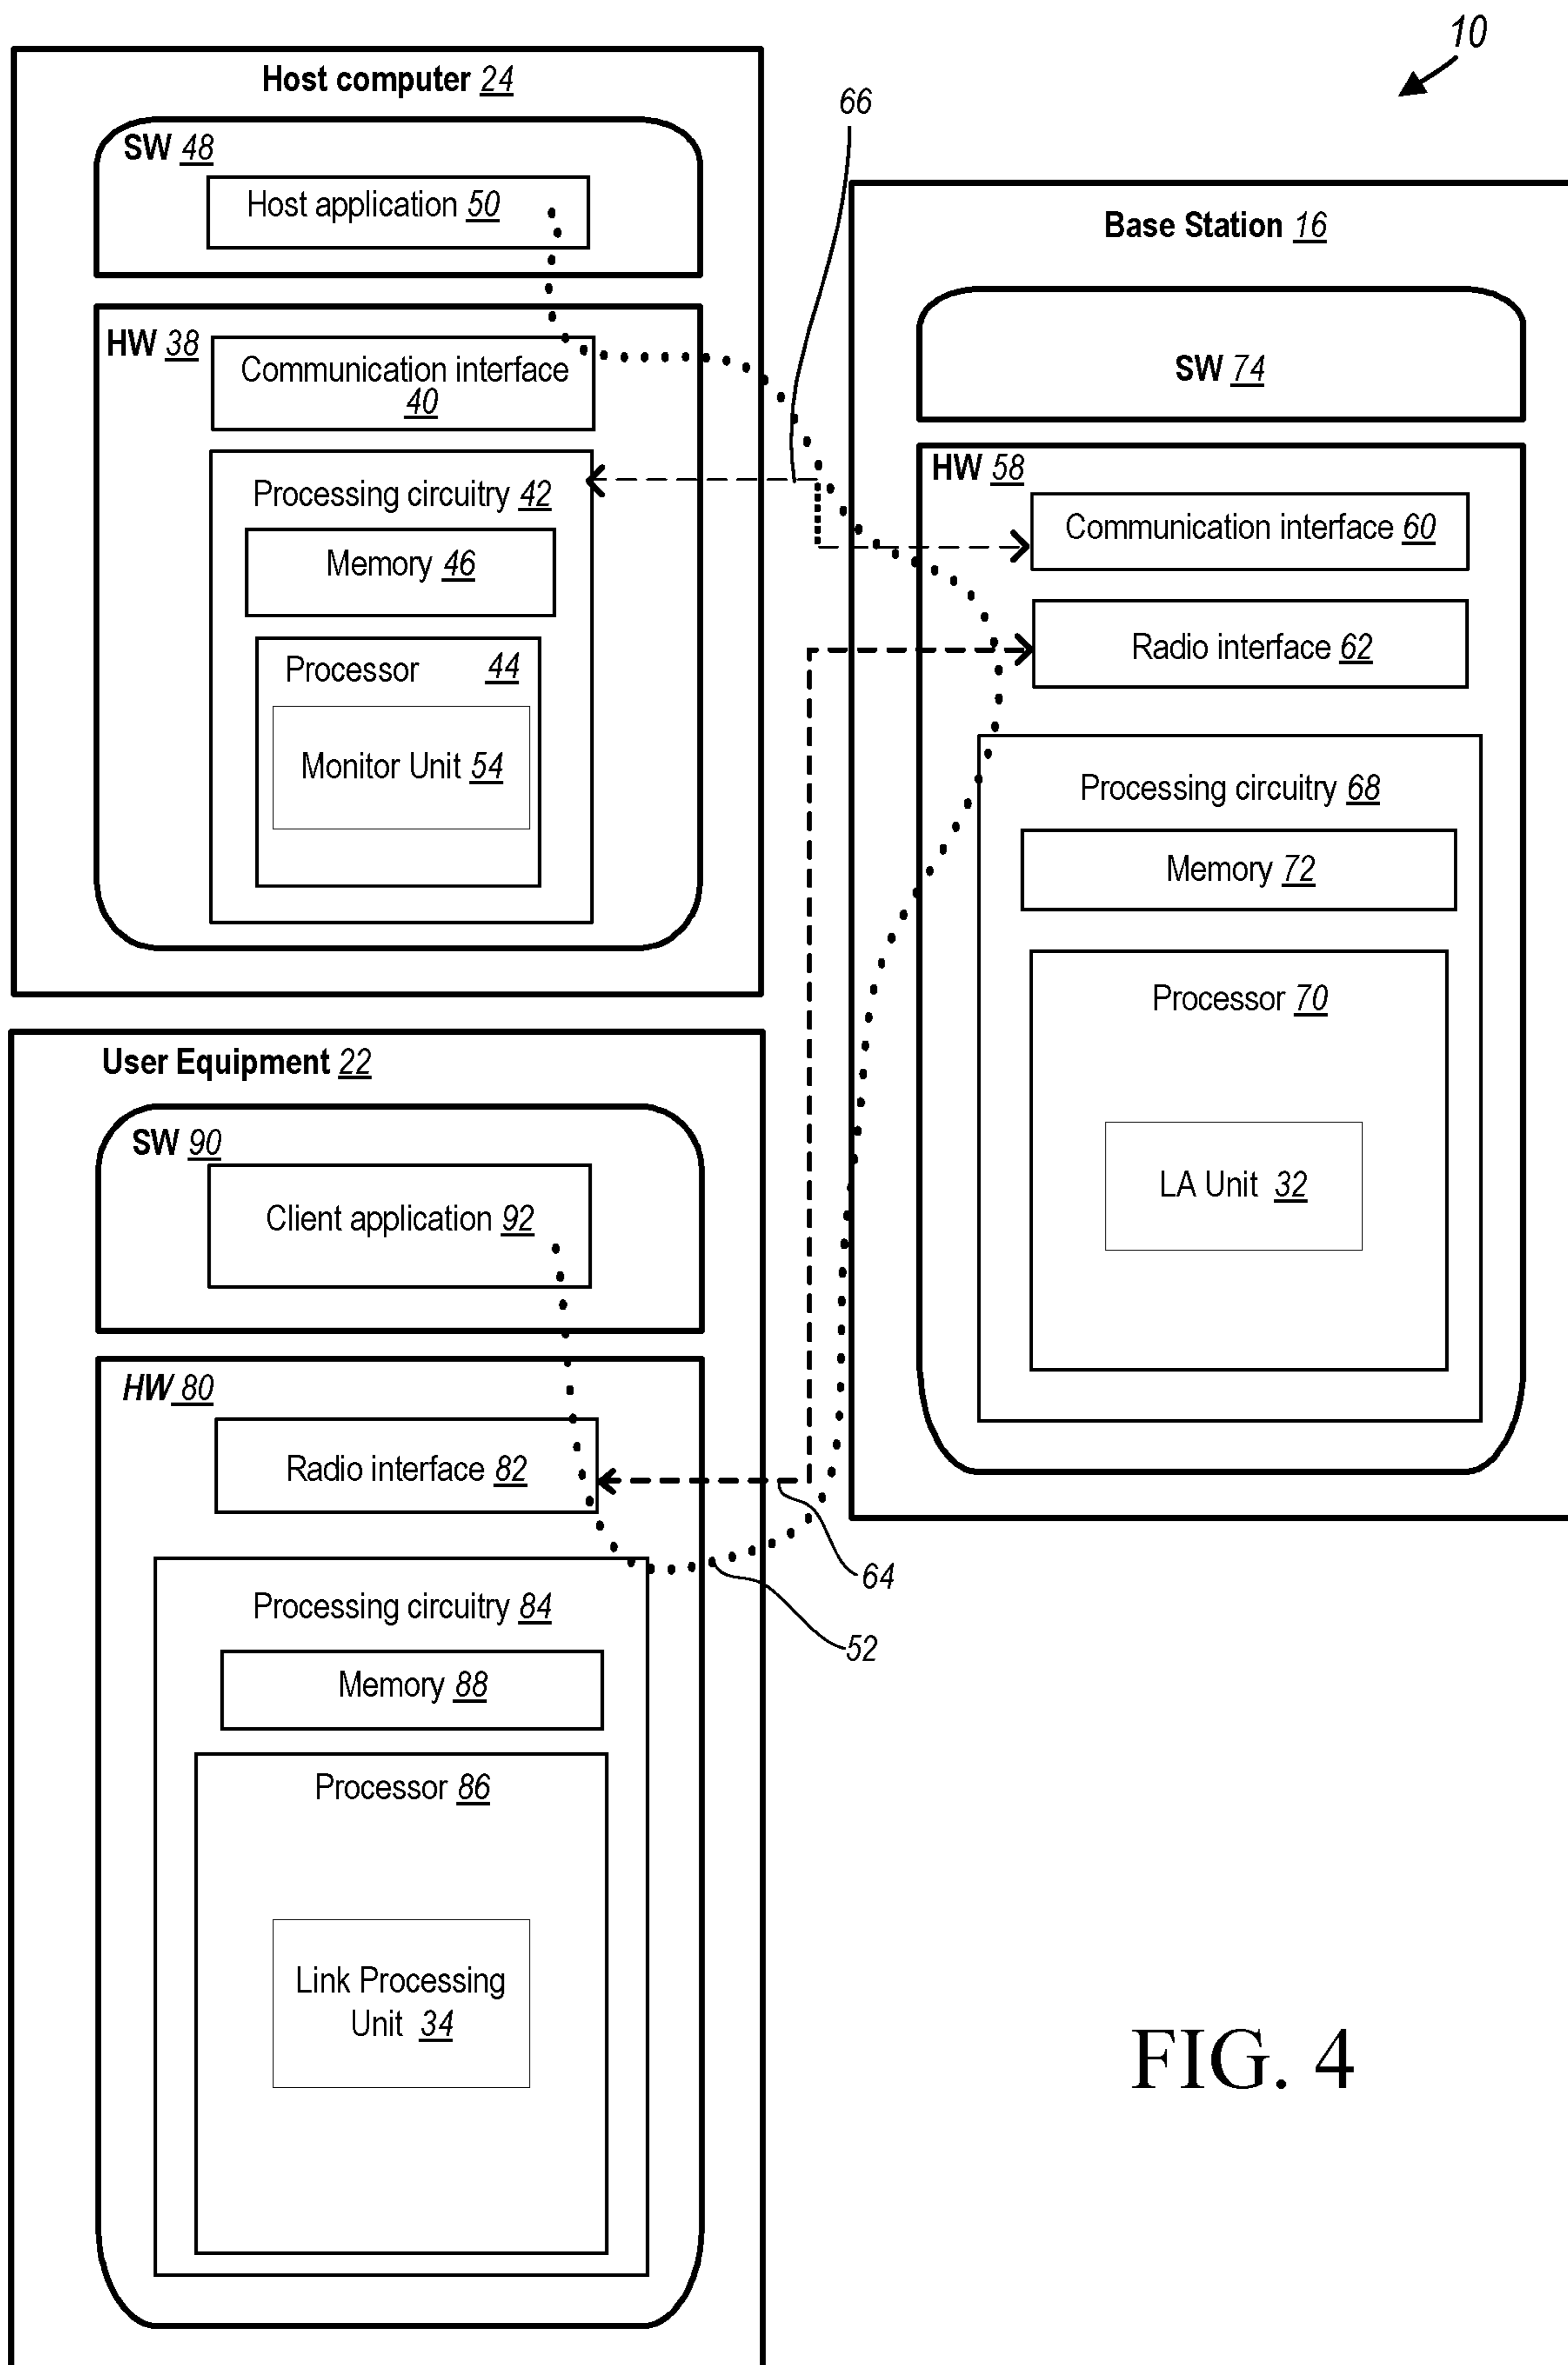 10
Host computer 24
SW 48
Host application 50
HW 38
Communication interface
40
Processing circuitry 42
Memory 46
Processor 44
Monitor Unit 54
66
Base Station 16
SW 74
HW 58
Communication interface 60
Radio interface 62
Processing circuitry 68
Memory 72
Processor 70
LA Unit 32
User Equipment 22
SW 90
Client application 92
HW 80
Radio interface 82
Processing circuitry 84
Memory 88
Processor 86
Link Processing
Unit 34
64
52
FIG. 4